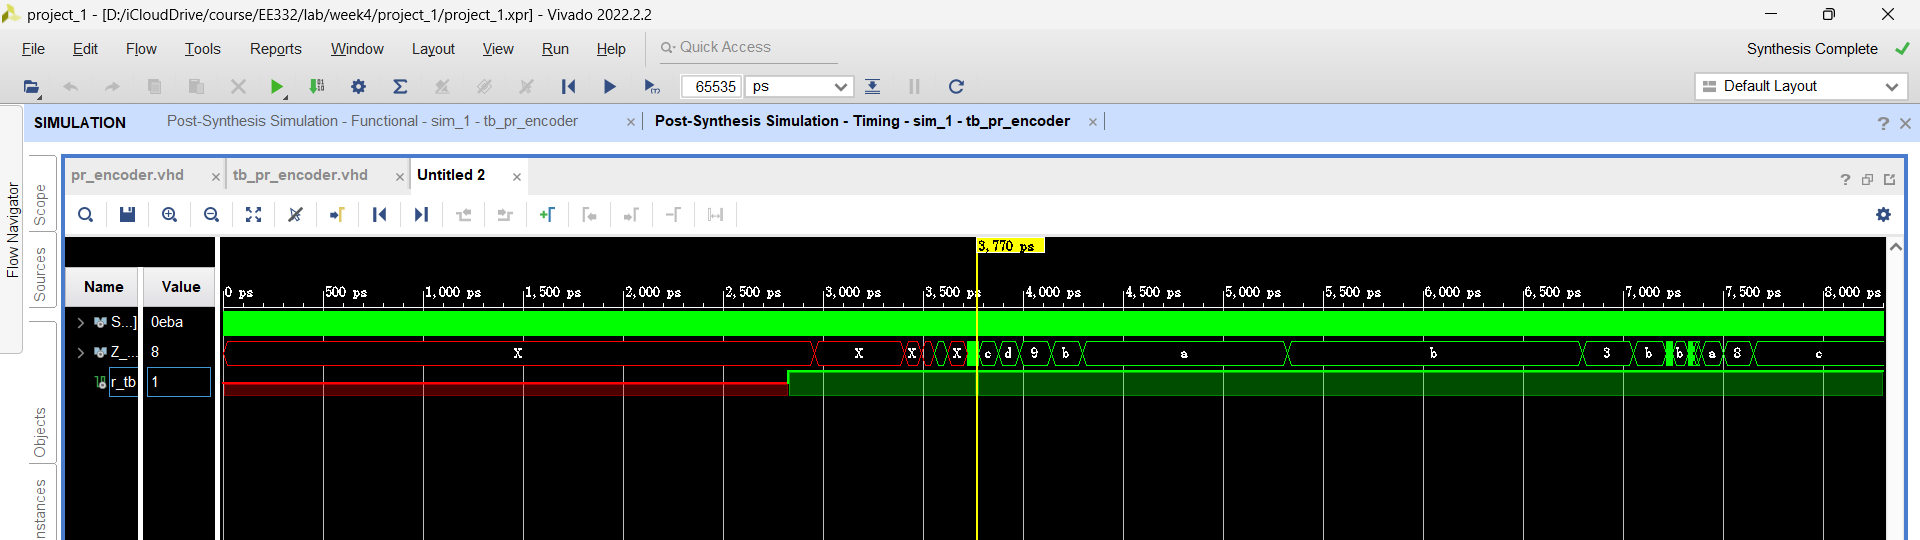 project_1 - [D:/iCloudDrive/course/EE332/lab/week4/project_1/project_1.xpr] - Vivado 2022.2.2
File Edit Flow Tools Reports Window Layout View Run Help Quick Access Synthesis Complete
65535 ps Default Layout
SIMULATION Post-Synthesis Simulation - Functional - sim_1 - tb_pr_encoder Post-Synthesis Simulation - Timing - sim_1 - tb_pr_encoder
Flow Navigator
Scope
Sources
Objects
nstances
pr_encoder.vhd tb_pr_encoder.vhd Untitled 2
3,770 ps
Name Value 0 ps 500 ps 1,000 ps 1,500 ps 2,000 ps 2,500 ps 3,000 ps 3,500 ps 4,000 ps 4,500 ps 5,000 ps 5,500 ps 6,000 ps 6,500 ps 7,000 ps 7,500 ps 8,000 ps
S...] 0eba
Z_... 8 X X X X c d 9 b a b 3 b b a 8 c
r_tb 1